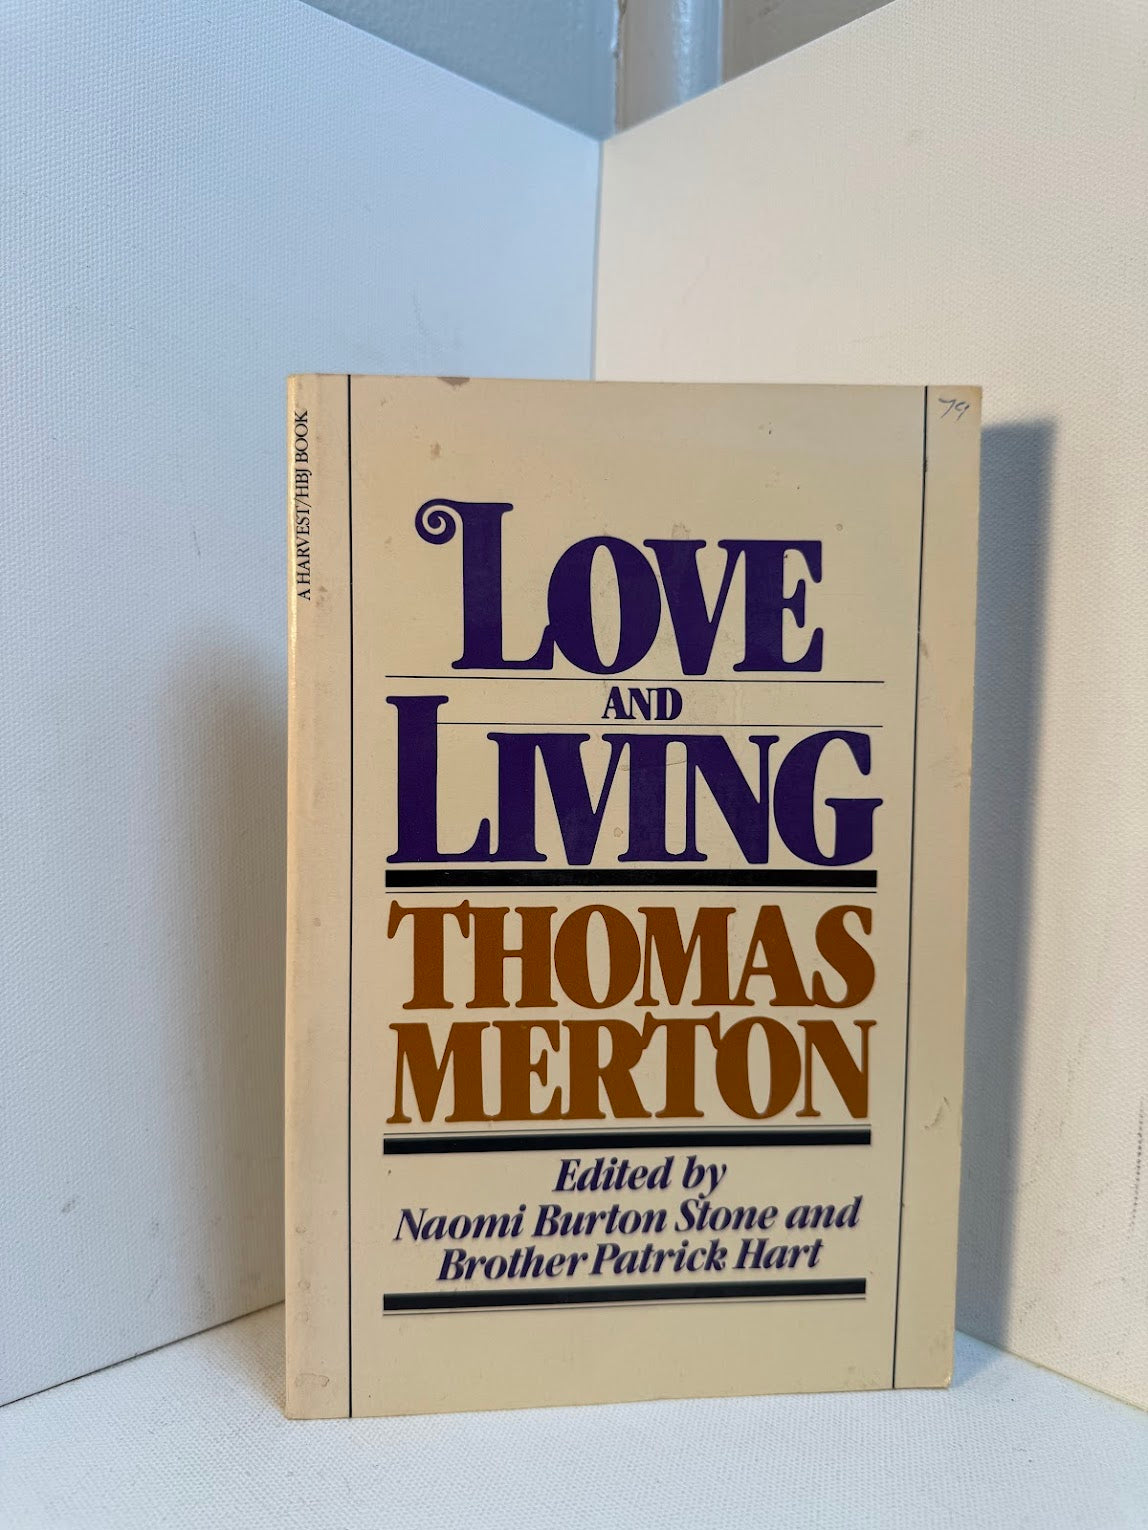 A HARVEST/HBJ BOOK
79
LOVE
AND
LIVING
THOMAS
MERTON
Edited by
Naomi Burton Stone and
Brother Patrick Hart